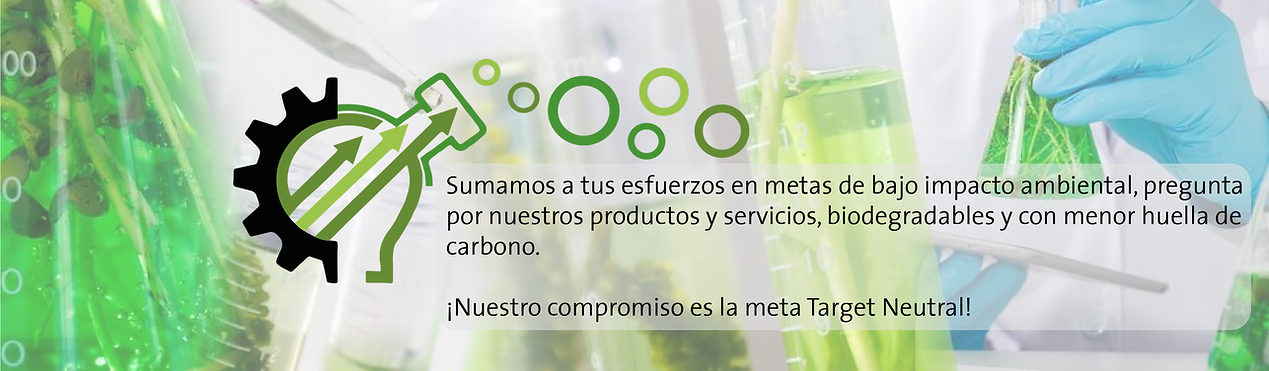 Sumamos a tus esfuerzos en metas de bajo impacto ambiental, pregunta
por nuestros productos y servicios, biodegradables y con menor huella de
carbono.
¡Nuestro compromiso es la meta Target Neutral!